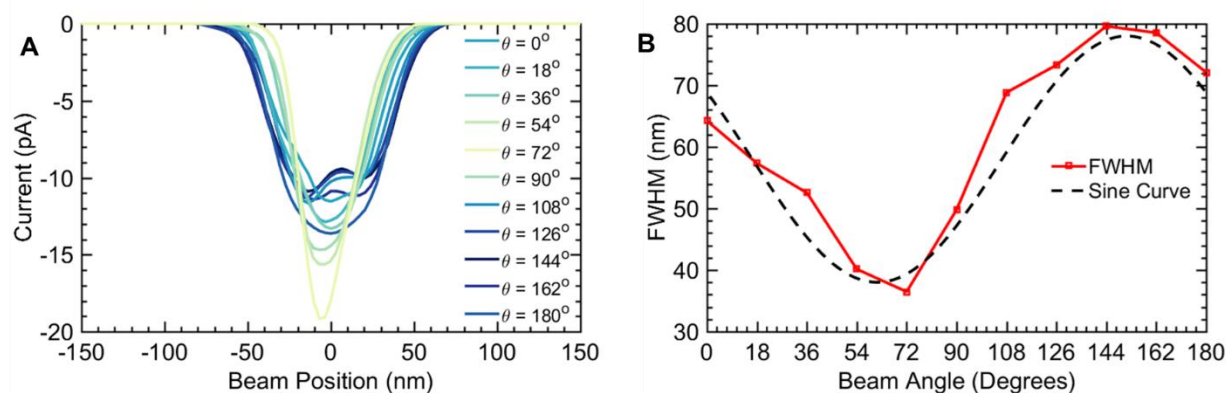 A
0
-5
-10
-15
-20
Current (pA)
-150
-100
-50
0
50
100
150
Beam Position (nm)
θ = 0°
θ = 18°
θ = 36°
θ = 54°
θ = 72°
θ = 90°
θ = 108°
θ = 126°
θ = 144°
θ = 162°
θ = 180°
B
80
70
60
50
40
30
FWHM (nm)
0
18
36
54
72
90
108
126
144
162
180
Beam Angle (Degrees)
FWHM
Sine Curve